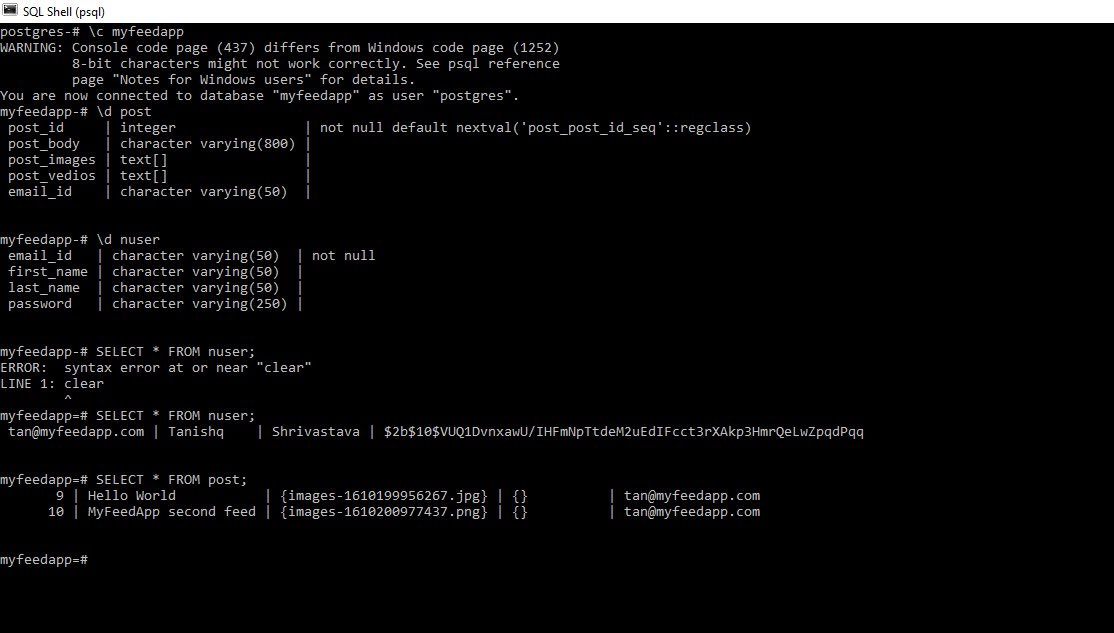 SQL Shell (psql)
postgres-# \c myfeedapp
WARNING: Console code page (437) differs from Windows code page (1252)
         8-bit characters might not work correctly. See psql reference
         page "Notes for Windows users" for details.
You are now connected to database "myfeedapp" as user "postgres".
myfeedapp-# \d post
 post_id     | integer                | not null default nextval('post_post_id_seq'::regclass)
 post_body   | character varying(800) |
 post_images | text[]                 |
 post_vedios | text[]                 |
 email_id    | character varying(50)  |
myfeedapp-# \d nuser
 email_id   | character varying(50)  | not null
 first_name | character varying(50)  |
 last_name  | character varying(50)  |
 password   | character varying(250) |
myfeedapp-# SELECT * FROM nuser;
ERROR:  syntax error at or near "clear"
LINE 1: clear
        ^
myfeedapp=# SELECT * FROM nuser;
 tan@myfeedapp.com | Tanishq    | Shrivastava | $2b$10$VUQ1DvnxawU/IHFmNpTtdeM2uEdIFcct3rXAkp3HmrQeLwZpqdPqq
myfeedapp=# SELECT * FROM post;
       9 | Hello World           | {images-1610199956267.jpg} | {}          | tan@myfeedapp.com
      10 | MyFeedApp second feed | {images-1610200977437.png} | {}          | tan@myfeedapp.com
myfeedapp=#